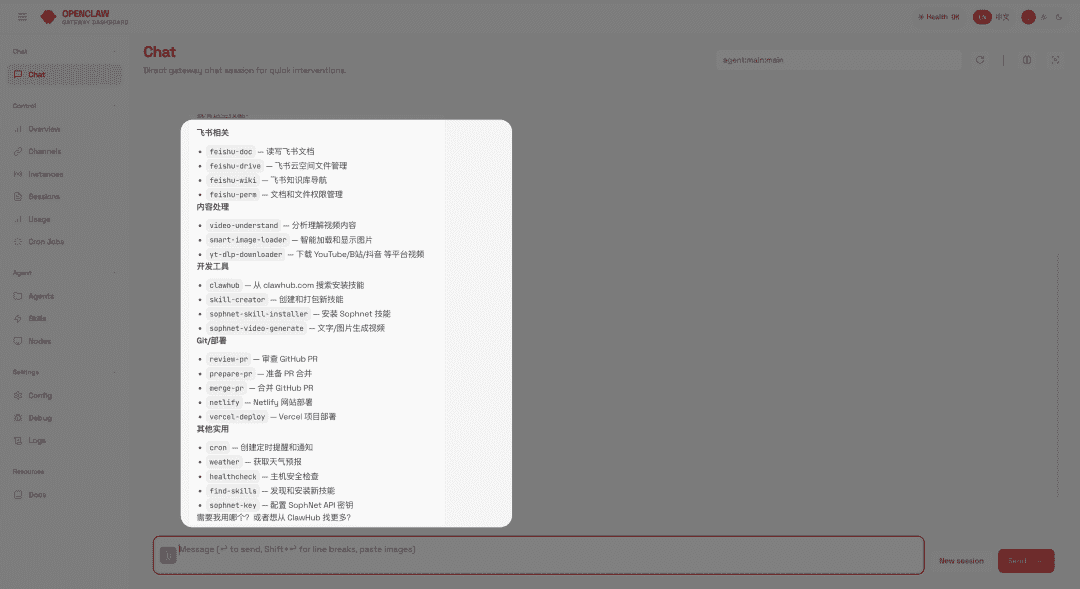 OPENCLAW
GATEWAY DASHBOARD
Health OK
中文
Chat
Chat
Control
Overview
Channels
Instances
Sessions
Usage
Cron Jobs
Agent
Agents
Skills
Nodes
Settings
Config
Debug
Logs
Resources
Docs
Chat
Direct gateway chat session for quick interventions.
agent:main:main
飞书相关
feishu-doc — 读写飞书文档
feishu-drive — 飞书云空间文件管理
feishu-wiki — 飞书知识库导航
feishu-perm — 文档和文件权限管理
内容处理
video-understand — 分析理解视频内容
smart-image-loader — 智能加载和显示图片
yt-dlp-downloader — 下载 YouTube/B站/抖音 等平台视频
开发工具
clawhub — 从 clawhub.com 搜索安装技能
skill-creator — 创建和打包新技能
sophnet-skill-installer — 安装 Sophnet 技能
sophnet-video-generate — 文字/图片生成视频
Git/部署
review-pr — 审查 GitHub PR
prepare-pr — 准备 PR 合并
merge-pr — 合并 GitHub PR
netlify — Netlify 网站部署
vercel-deploy — Vercel 项目部署
其他实用
cron — 创建定时提醒和通知
weather — 获取天气预报
healthcheck — 主机安全检查
find-skills — 发现和安装新技能
sophnet-key — 配置 SophNet API 密钥
需要我用哪个？或者想从 ClawHub 找更多？
Message (↵ to send, Shift+↵ for line breaks, paste images)
New session
Send